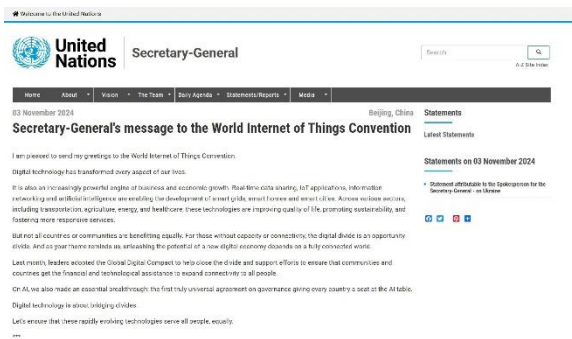 Welcome to the United Nations
United
Nations
Secretary-General
Search
A-Z Site Index
Home About Vision The Team Daily Agenda Statements/Reports Media
03 November 2024
Beijing, China
Secretary-General's message to the World Internet of Things Convention
I am pleased to send my greetings to the World Internet of Things Convention.
Digital technology has transformed every aspect of our lives.
It is also an increasingly powerful engine of business and economic growth. Real-time data sharing, IoT applications, information
networking and artificial intelligence are enabling the development of smart grids, smart homes and smart cities. Across various sectors,
including transportation, agriculture, energy, and healthcare, these technologies are improving quality of life, promoting sustainability, and
fostering more responsive services.
But not all countries or communities are benefitting equally. For those without capacity or connectivity, the digital divide is an opportunity
divide. And as your theme reminds us, unleashing the potential of a new digital economy depends on a fully connected world.
Last month, leaders adopted the Global Digital Compact to help close the divide and support efforts to ensure that communities and
countries get the financial and technological assistance to expand connectivity to all people.
On AI, we also made an essential breakthrough: the first truly universal agreement on governance giving every country a seat at the AI table.
Digital technology is about bridging divides.
Let's ensure that these rapidly evolving technologies serve all people, equally.
***
Statements
Latest Statements
Statements on 03 November 2024
Statement attributable to the Spokesperson for the
Secretary-General - on Ukraine